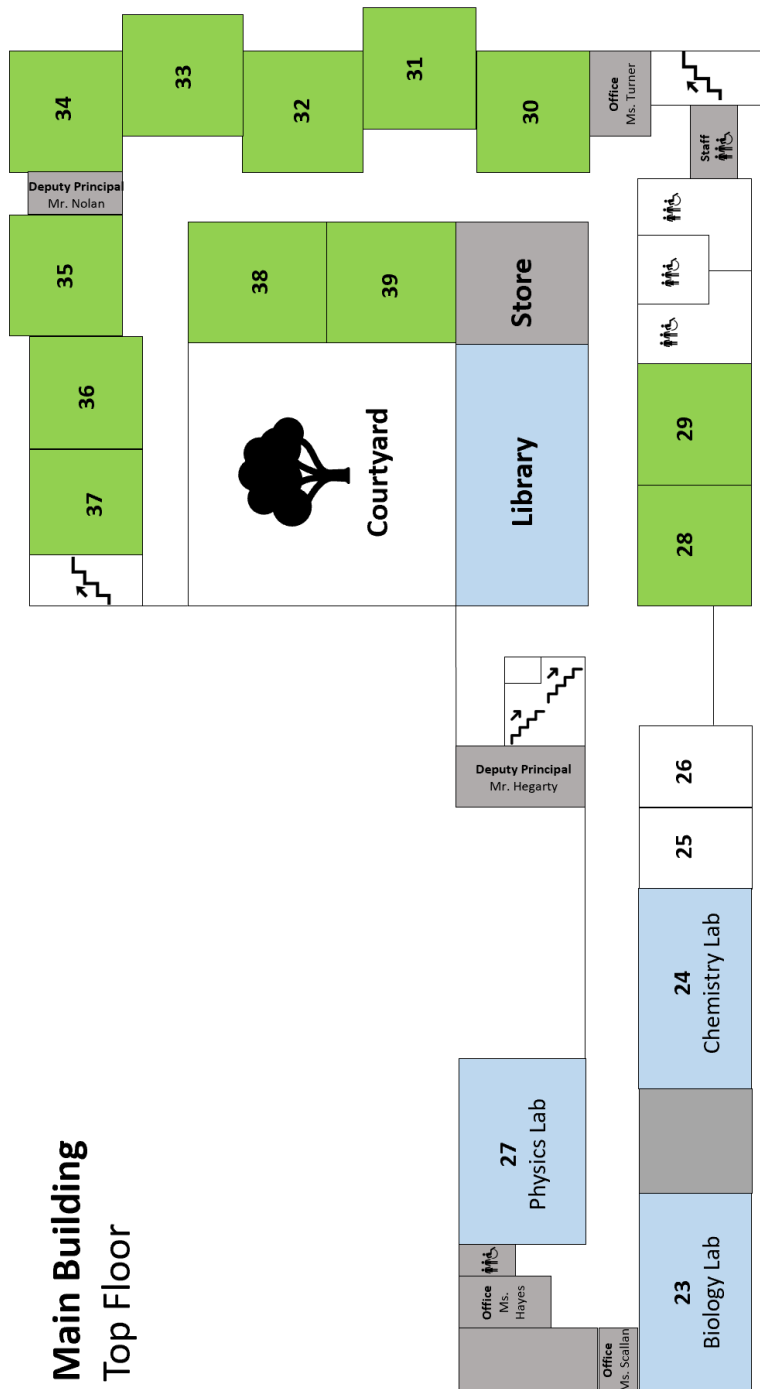 Main Building
Top Floor
34
33
32
31
30
Office
Ms. Turner
Staff
Deputy Principal
Mr. Nolan
35
36
37
38
39
Store
Courtyard
Library
29
28
Deputy Principal
Mr. Hegarty
26
25
24
Chemistry Lab
27
Physics Lab
Office
Ms.
Hayes
Office
Ms. Scallan
23
Biology Lab